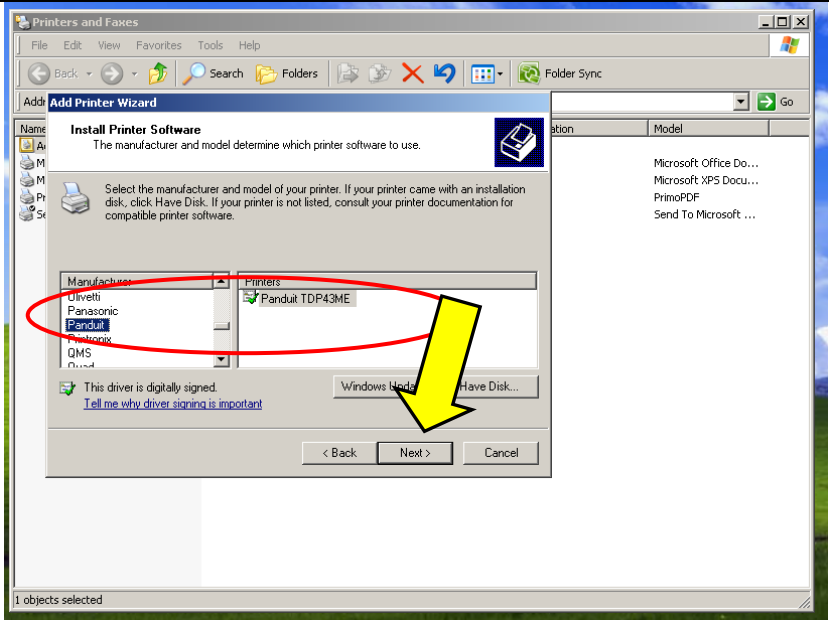 Printers and Faxes
File Edit View Favorites Tools Help
Back Search Folders Folder Sync
Go
Add Printer Wizard
Name Model
Install Printer Software
The manufacturer and model determine which printer software to use.
Microsoft Office Do...
Microsoft XPS Docu...
PrimoPDF
Send To Microsoft ...
Select the manufacturer and model of your printer. If your printer came with an installation
disk, click Have Disk. If your printer is not listed, consult your printer documentation for
compatible printer software.
Manufacturer Printers
Olivetti
Panasonic
Panduit
Printronix
QMS
Quad
Panduit TDP43ME
This driver is digitally signed.
Tell me why driver signing is important
Windows Have Disk...
< Back Next > Cancel
1 objects selected